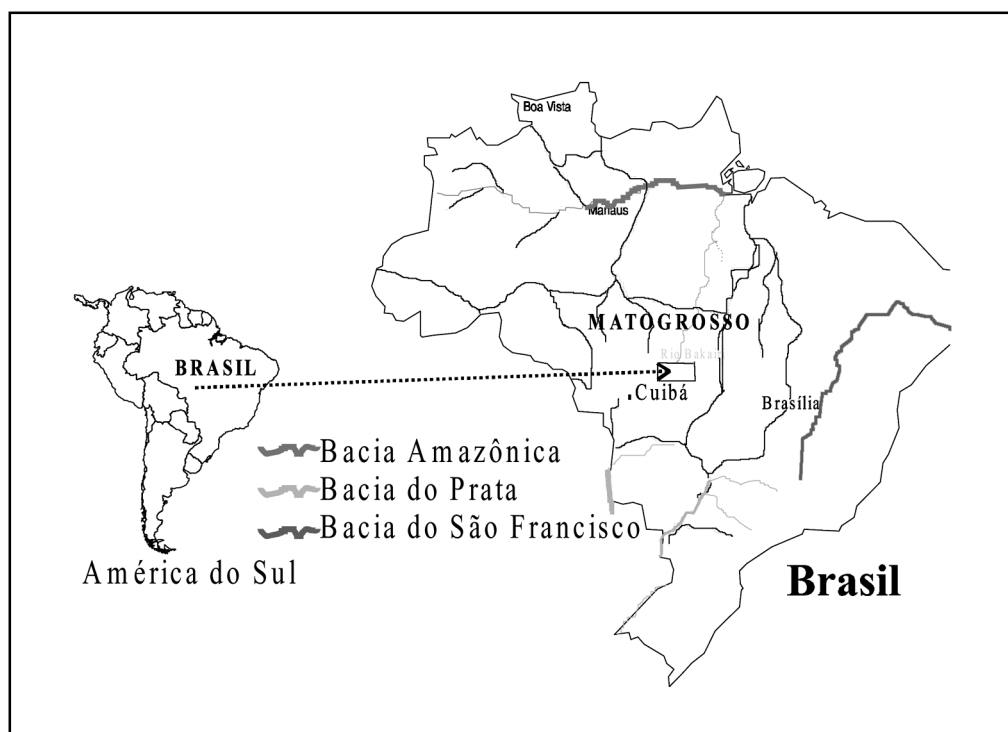 Boa Vista
Manaus
MATOGROSSO
Rio Bakairi
BRASIL
Cuibá
Brasília
Bacia Amazônica
Bacia do Prata
Bacia do São Francisco
América do Sul
Brasil